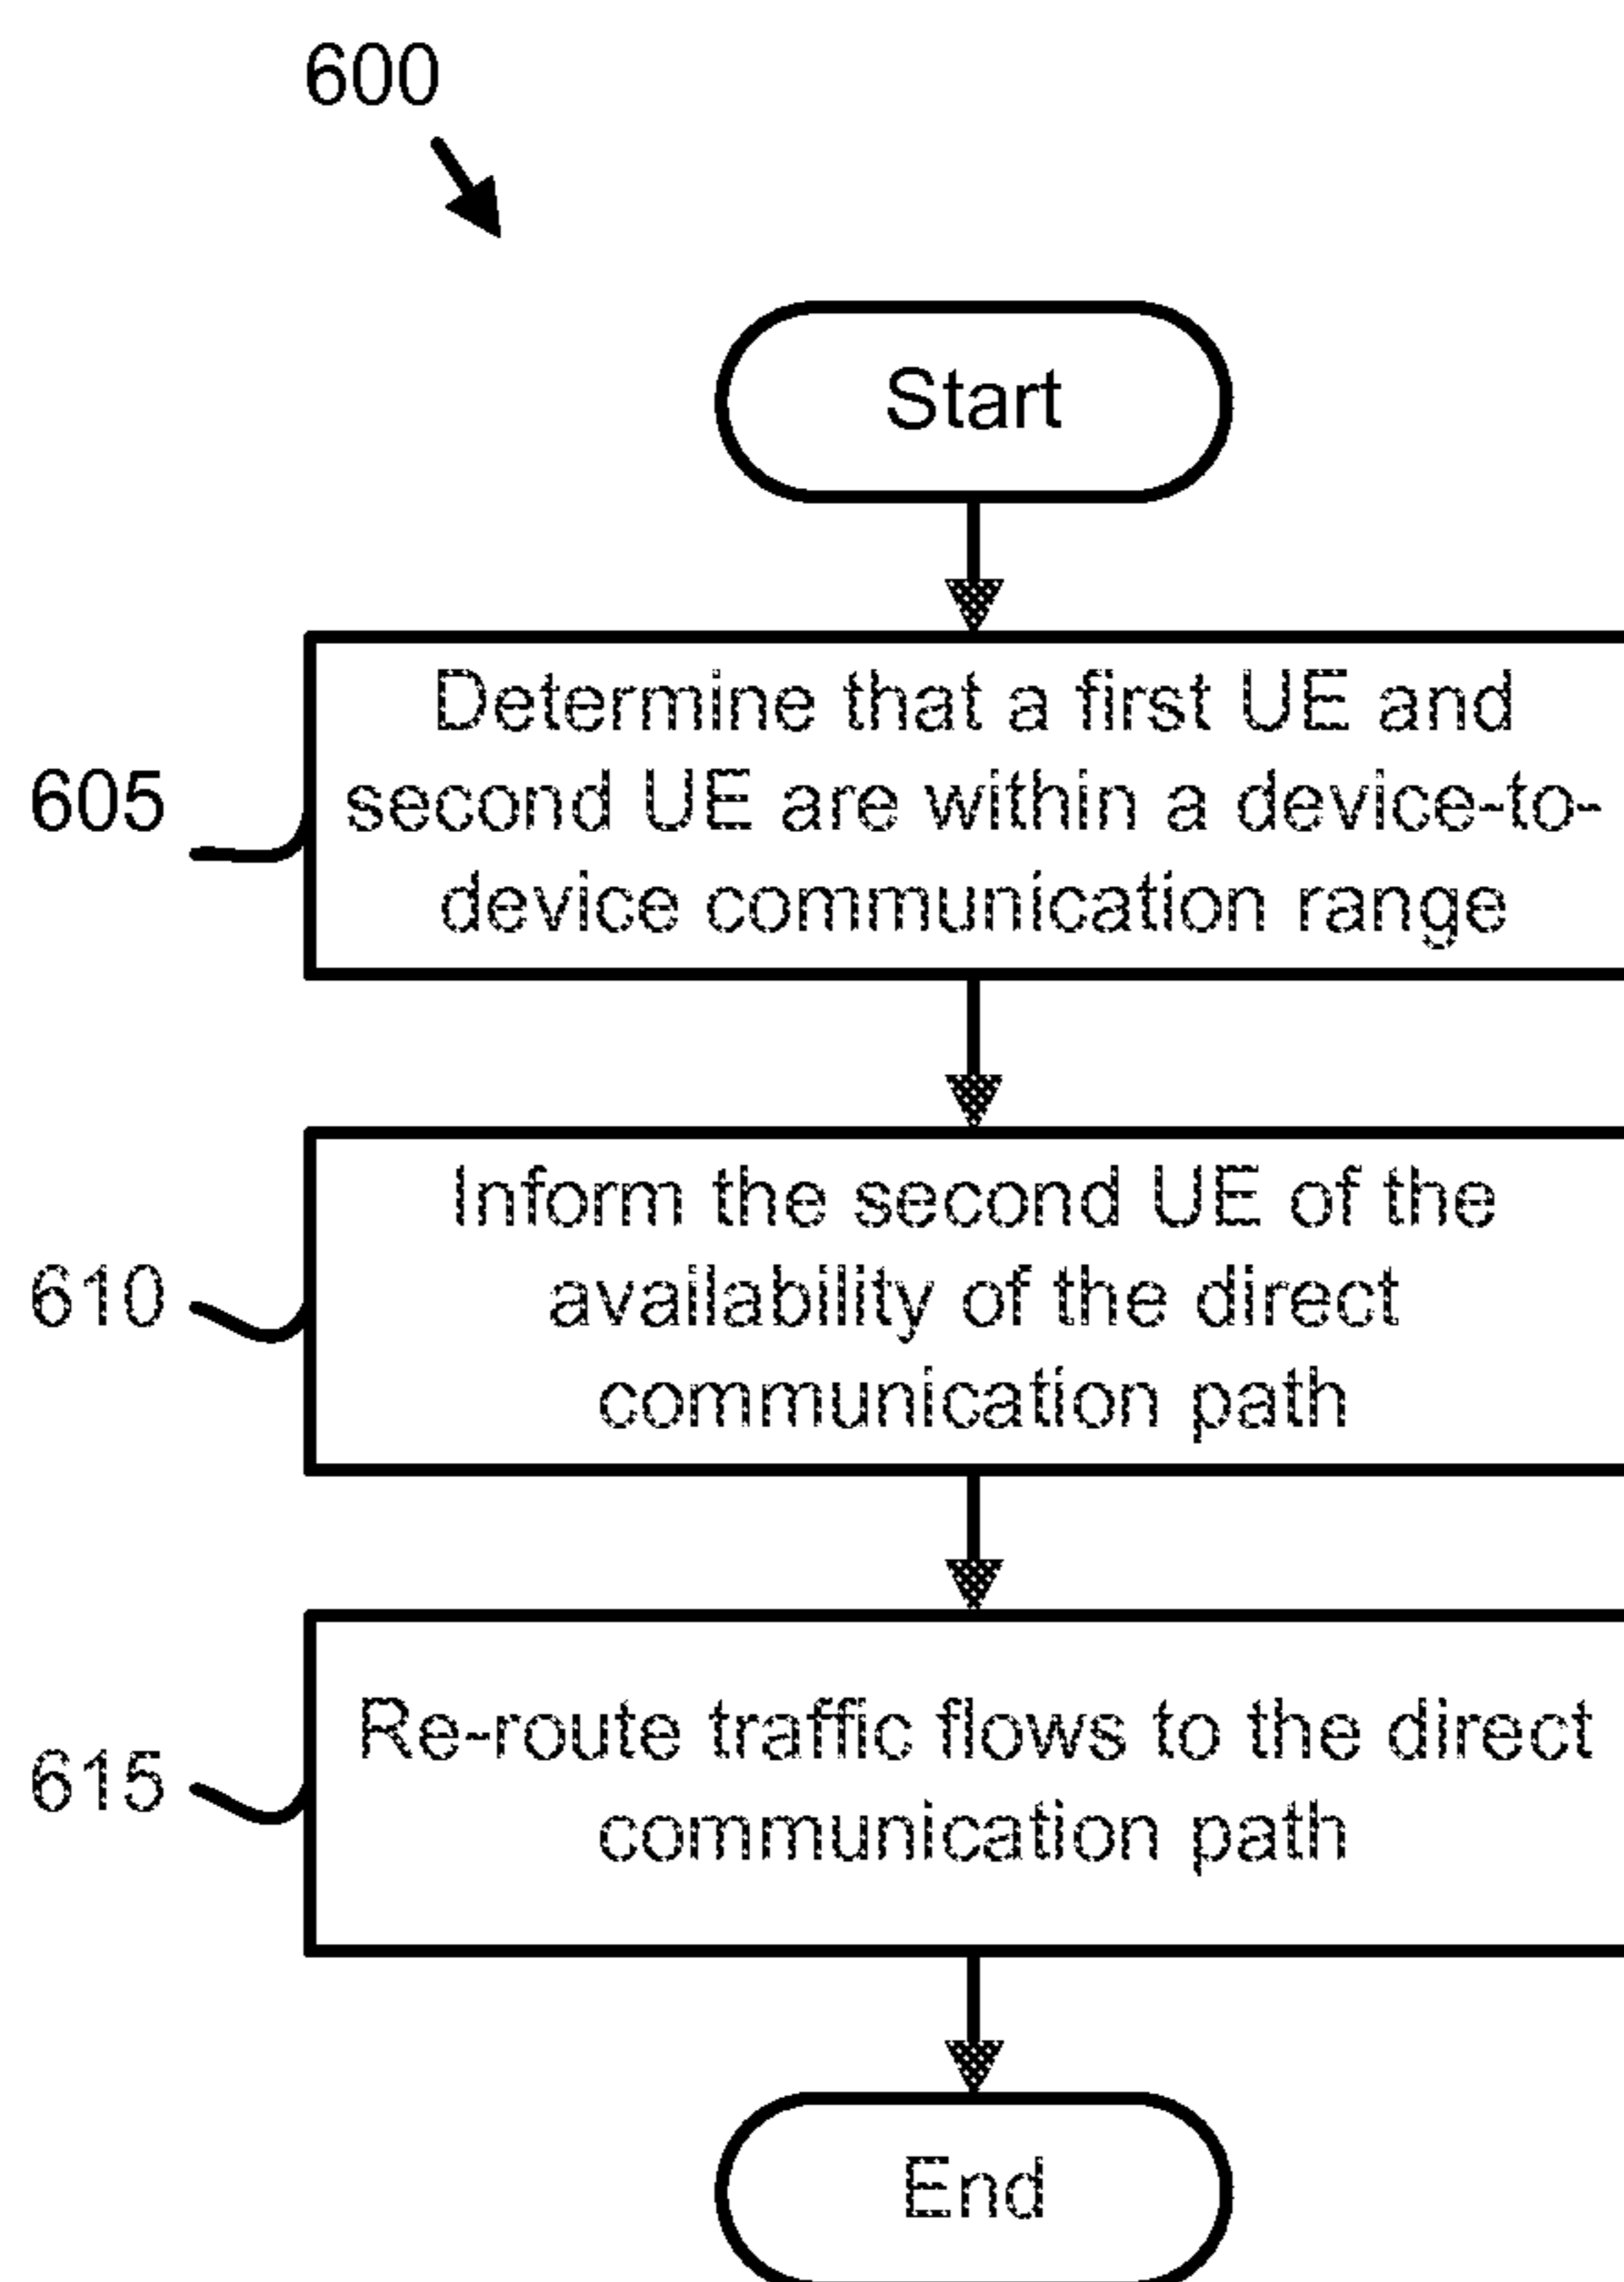 600
Start
605
Determine that a first UE and
second UE are within a device-to-
device communication range
610
Inform the second UE of the
availability of the direct
communication path
615
Re-route traffic flows to the direct
communication path
End